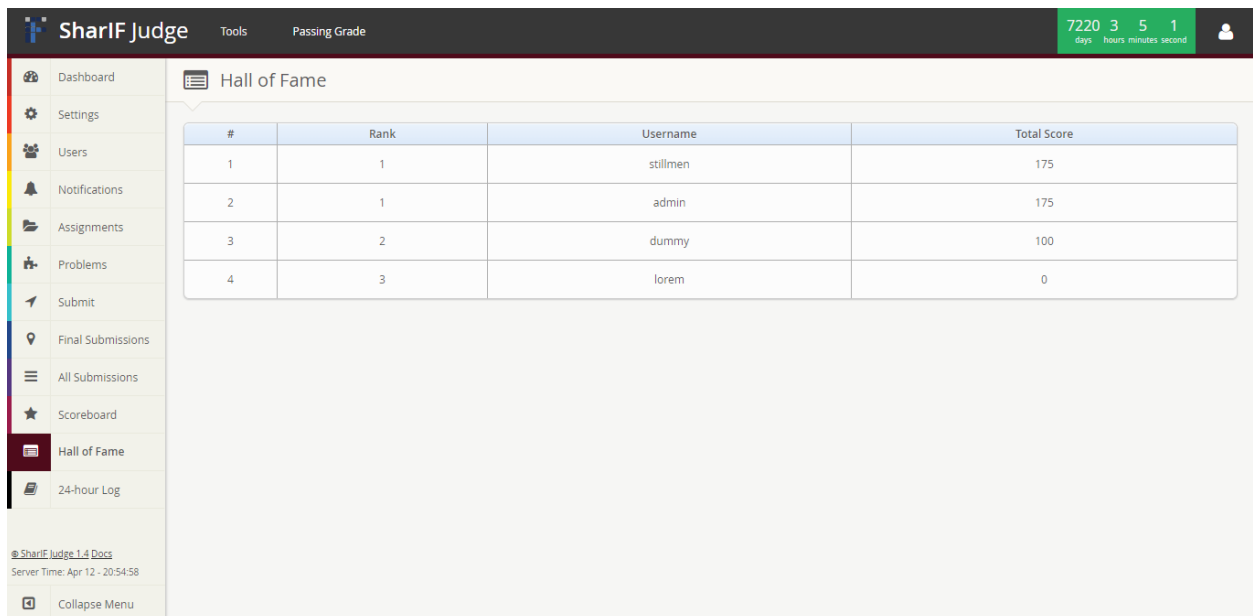 SharIF Judge Tools Passing Grade 7220 3 5 1
days hours minutes second
Dashboard
Settings
Users
Notifications
Assignments
Problems
Submit
Final Submissions
All Submissions
Scoreboard
Hall of Fame
24-hour Log
© SharIF Judge 1.4 Docs
Server Time: Apr 12 - 20:54:58
Collapse Menu
Hall of Fame
# Rank Username Total Score
1 1 stillmen 175
2 1 admin 175
3 2 dummy 100
4 3 lorem 0